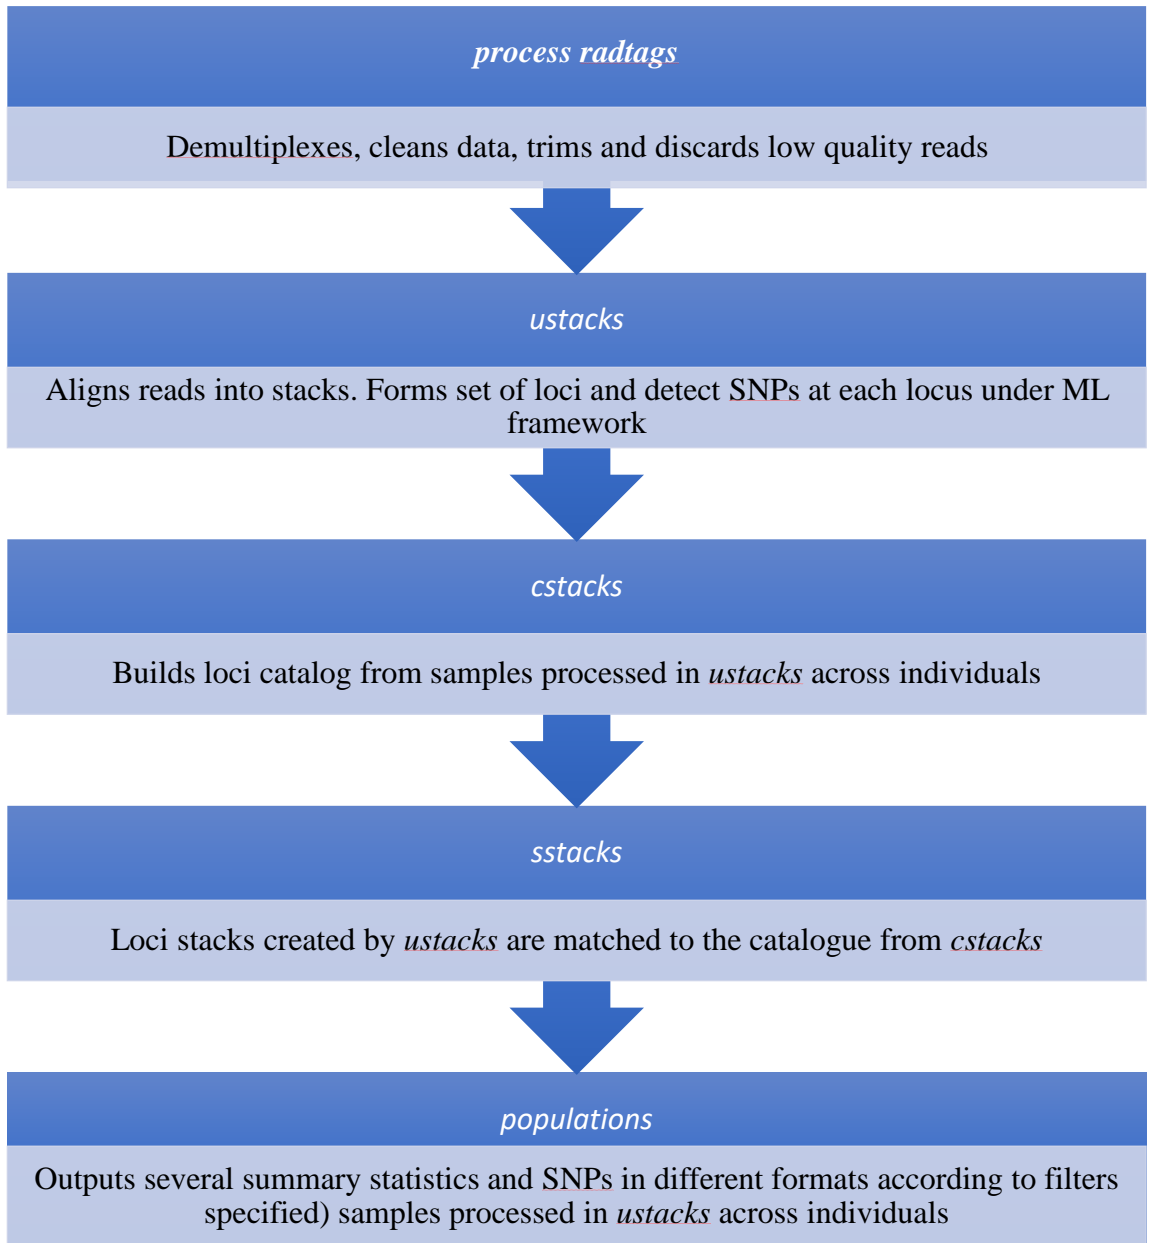 process radtags
Demultiplexes, cleans data, trims and discards low quality reads
ustacks
Aligns reads into stacks. Forms set of loci and detect SNPs at each locus under ML
framework
cstacks
Builds loci catalog from samples processed in ustacks across individuals
sstacks
Loci stacks created by ustacks are matched to the catalogue from cstacks
populations
Outputs several summary statistics and SNPs in different formats according to filters
specified) samples processed in ustacks across individuals